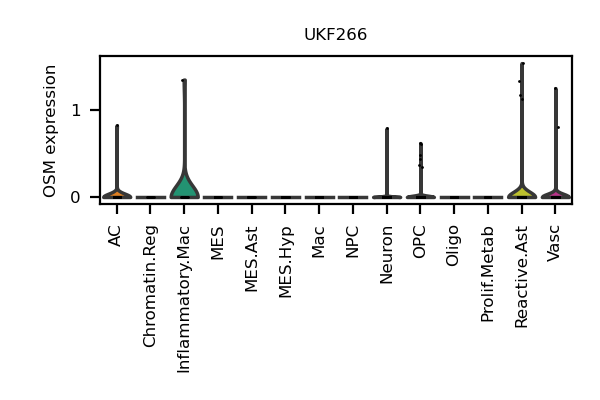 UKF266
OSM expression
1
0
AC
Chromatin.Reg
Inflammatory.Mac
MES
MES.Ast
MES.Hyp
Mac
NPC
Neuron
OPC
Oligo
Prolif.Metab
Reactive.Ast
Vasc